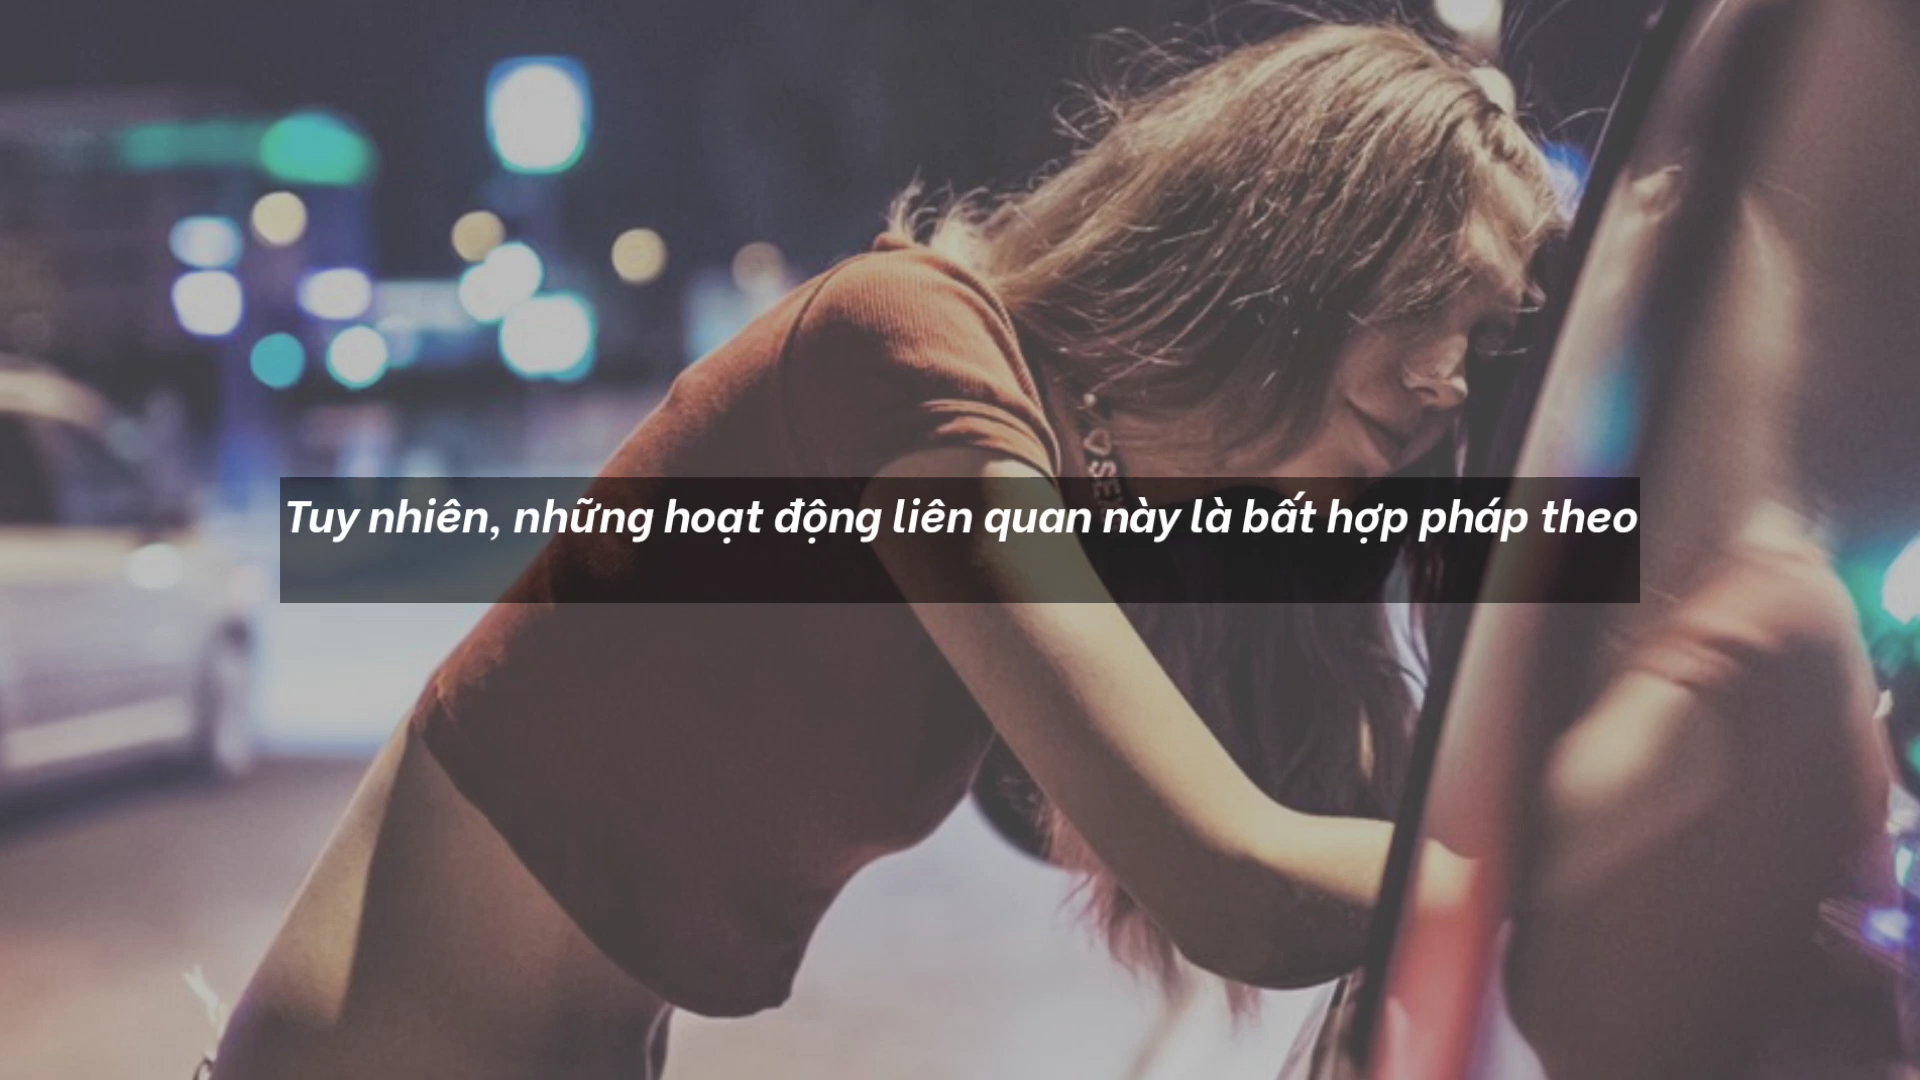 Tuy nhiên, những hoạt động liên quan này là bất hợp pháp theo